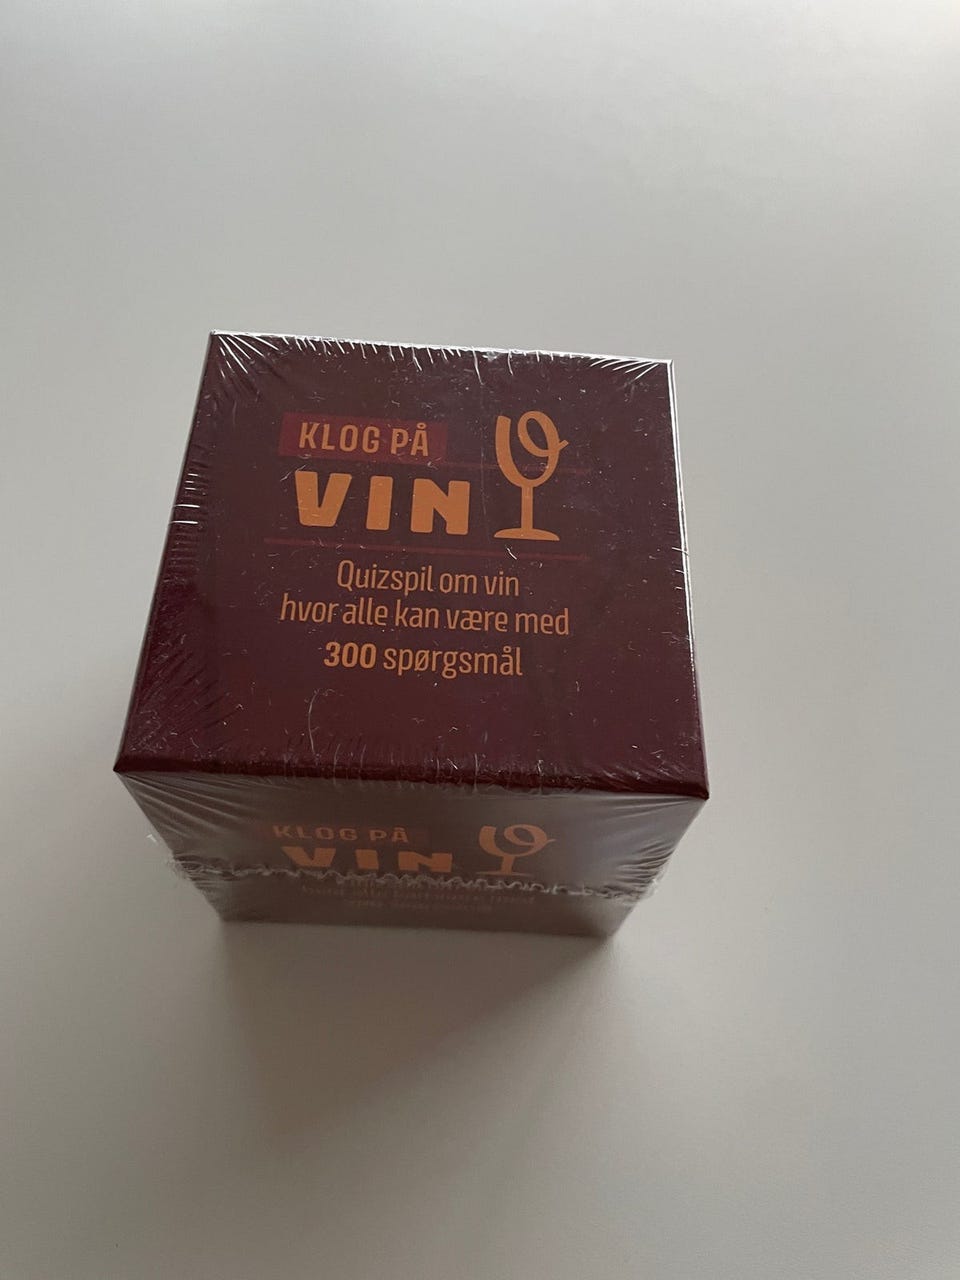 KLOG PÅ
VIN
Quizspil om vin
hvor alle kan være med
300 spørgsmål
KLOG PÅ
VIN